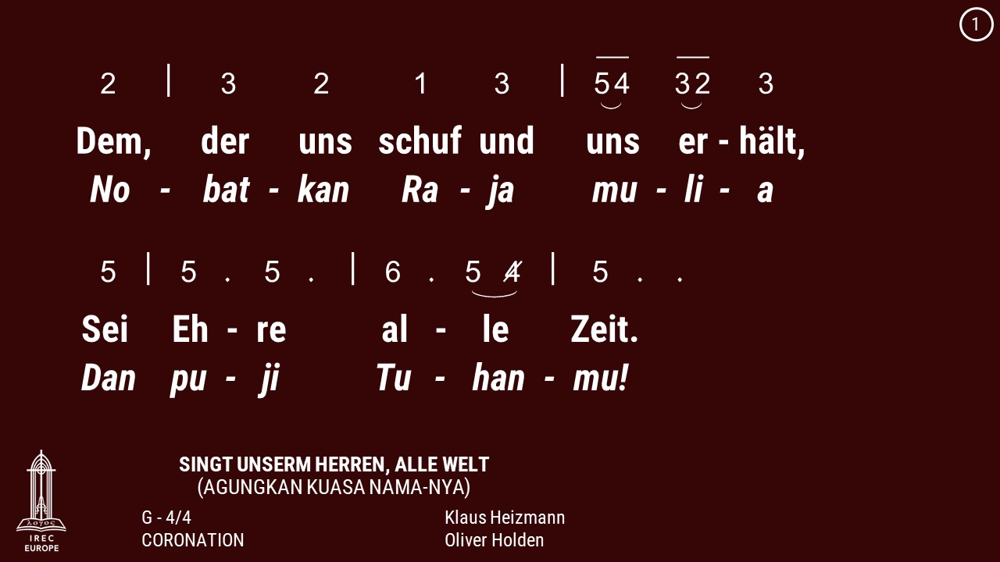 1
2 | 3 2 1 3 | 54 32 3
Dem, der uns schuf und uns er - hält,
No - bat - kan Ra - ja mu - li - a
5 | 5 . 5 . | 6 . 5 4̸ | 5 . .
Sei Eh - re al - le Zeit.
Dan pu - ji Tu - han - mu!
SINGT UNSERM HERREN, ALLE WELT
(AGUNGKAN KUASA NAMA-NYA)
G - 4/4 Klaus Heizmann
CORONATION Oliver Holden
λογος
IREC
EUROPE